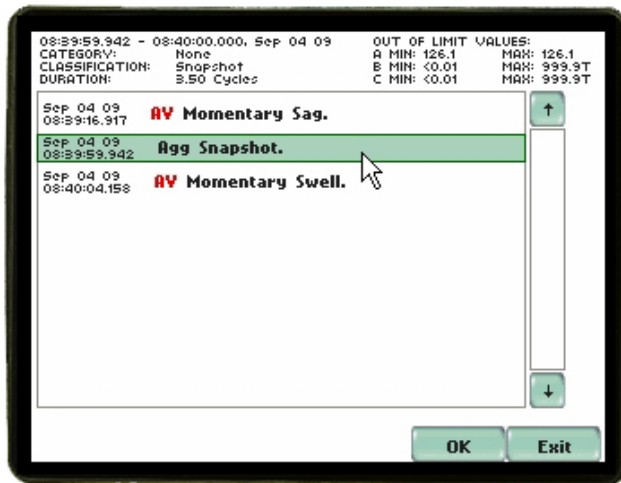 08:39:59.942 - 08:40:00.000, Sep 04 09 OUT OF LIMIT VALUES:
CATEGORY: None A MIN: 126.1 MAX: 126.1
CLASSIFICATION: Snapshot B MIN: <0.01 MAX: 999.9T
DURATION: 3.50 Cycles C MIN: <0.01 MAX: 999.9T
Sep 04 09
08:39:16.917 AV Momentary Sag.
Sep 04 09
08:39:59.942 Agg Snapshot.
Sep 04 09
08:40:04.158 AV Momentary Swell.
OK Exit